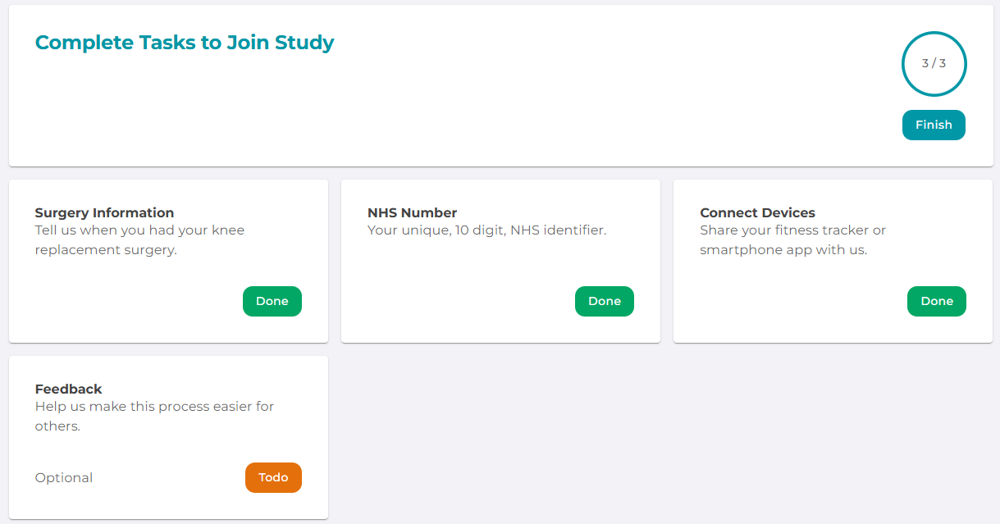 Complete Tasks to Join Study
3 / 3
Finish
Surgery Information
Tell us when you had your knee
replacement surgery.
Done
NHS Number
Your unique, 10 digit, NHS identifier.
Done
Connect Devices
Share your fitness tracker or
smartphone app with us.
Done
Feedback
Help us make this process easier for
others.
Optional
Todo